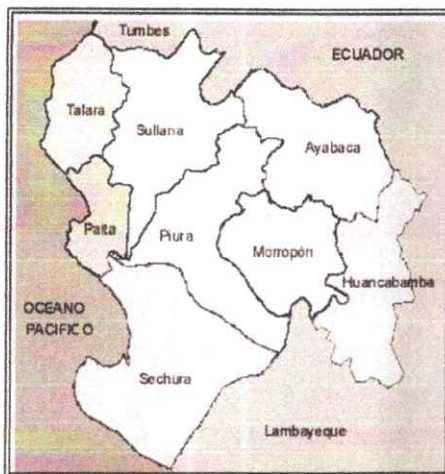 Tumbes
ECUADOR
Talara
Sullana
Ayabaca
Paita
Piura
Morropón
Huancabamba
OCEANO
PACIFICO
Sechura
Lambayeque